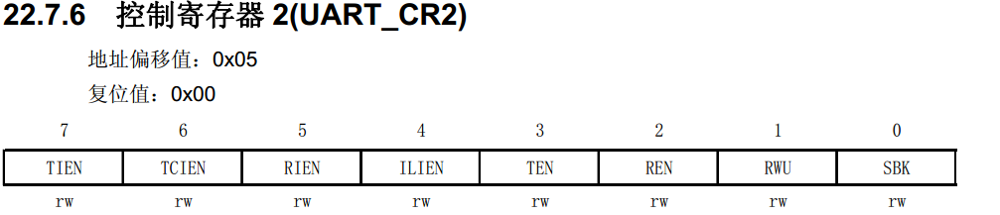 22.7.6 控制寄存器 2(UART_CR2)
地址偏移值：0x05
复位值：0x00
7 6 5 4 3 2 1 0
TIEN TCIEN RIEN ILIEN TEN REN RWU SBK
rw rw rw rw rw rw rw rw